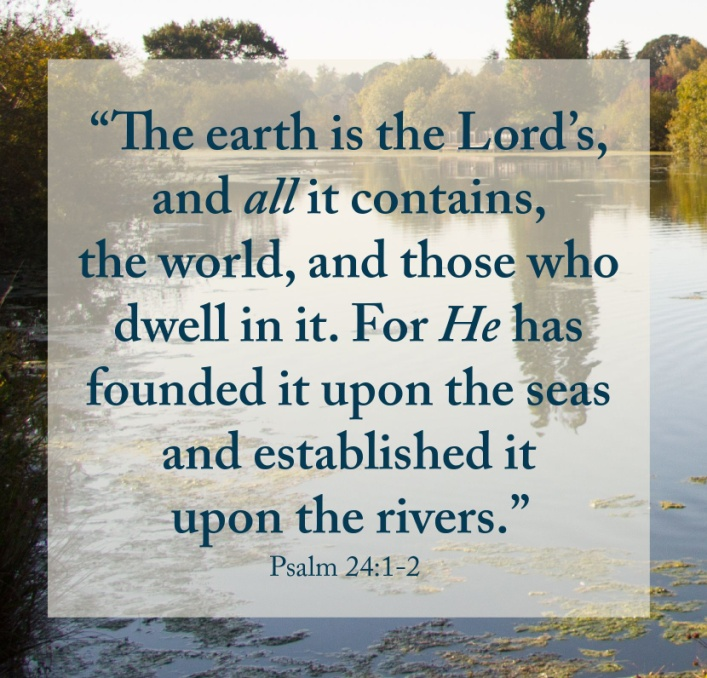 “The earth is the Lord’s,
and all it contains,
the world, and those who
dwell in it. For He has
founded it upon the seas
and established it
upon the rivers.”
Psalm 24:1-2